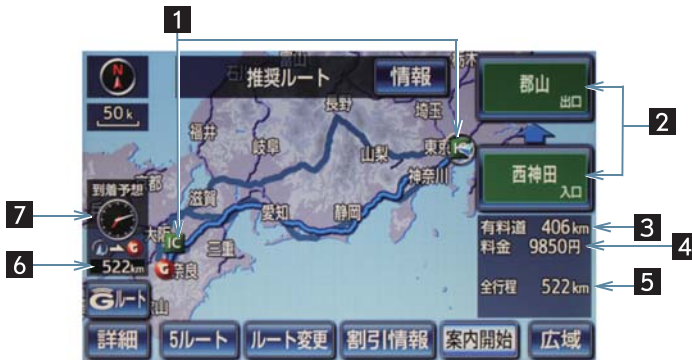 1
推奨ルート
情報
郡山
出口
2
50k
長野
埼玉
福井
岐阜
山梨
東京
IC
神奈川
西神田
入口
到着予想
滋賀
愛知
静岡
7
有料道 406km
3
料金 9850円
4
大阪
IC
三重
6
522km
G
奈良
全行程 522km
5
Gルート
詳細
5ルート
ルート変更
割引情報
案内開始
広域